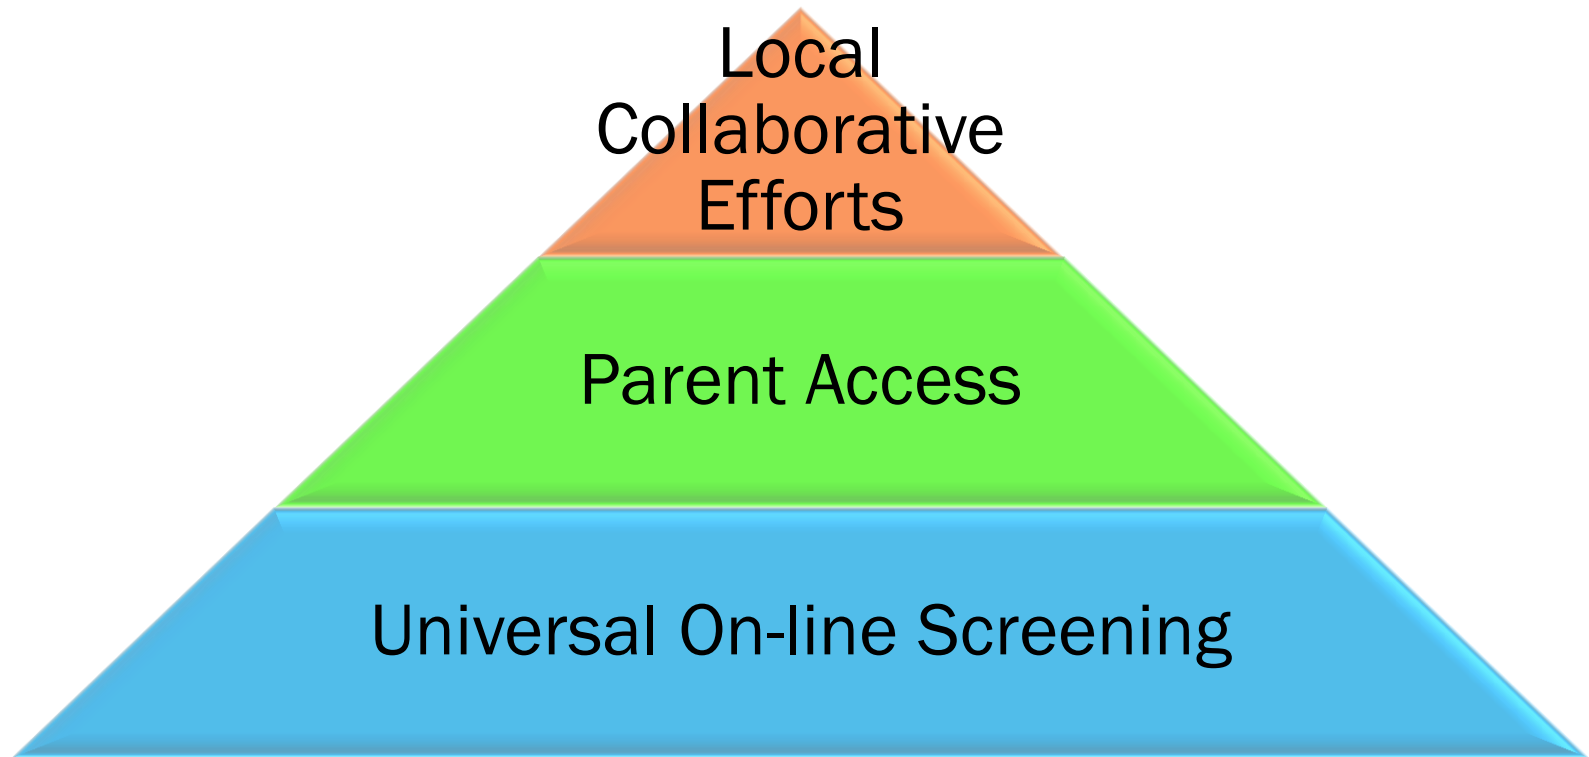 Local
Collaborative
Efforts
Parent Access
Universal On-line Screening